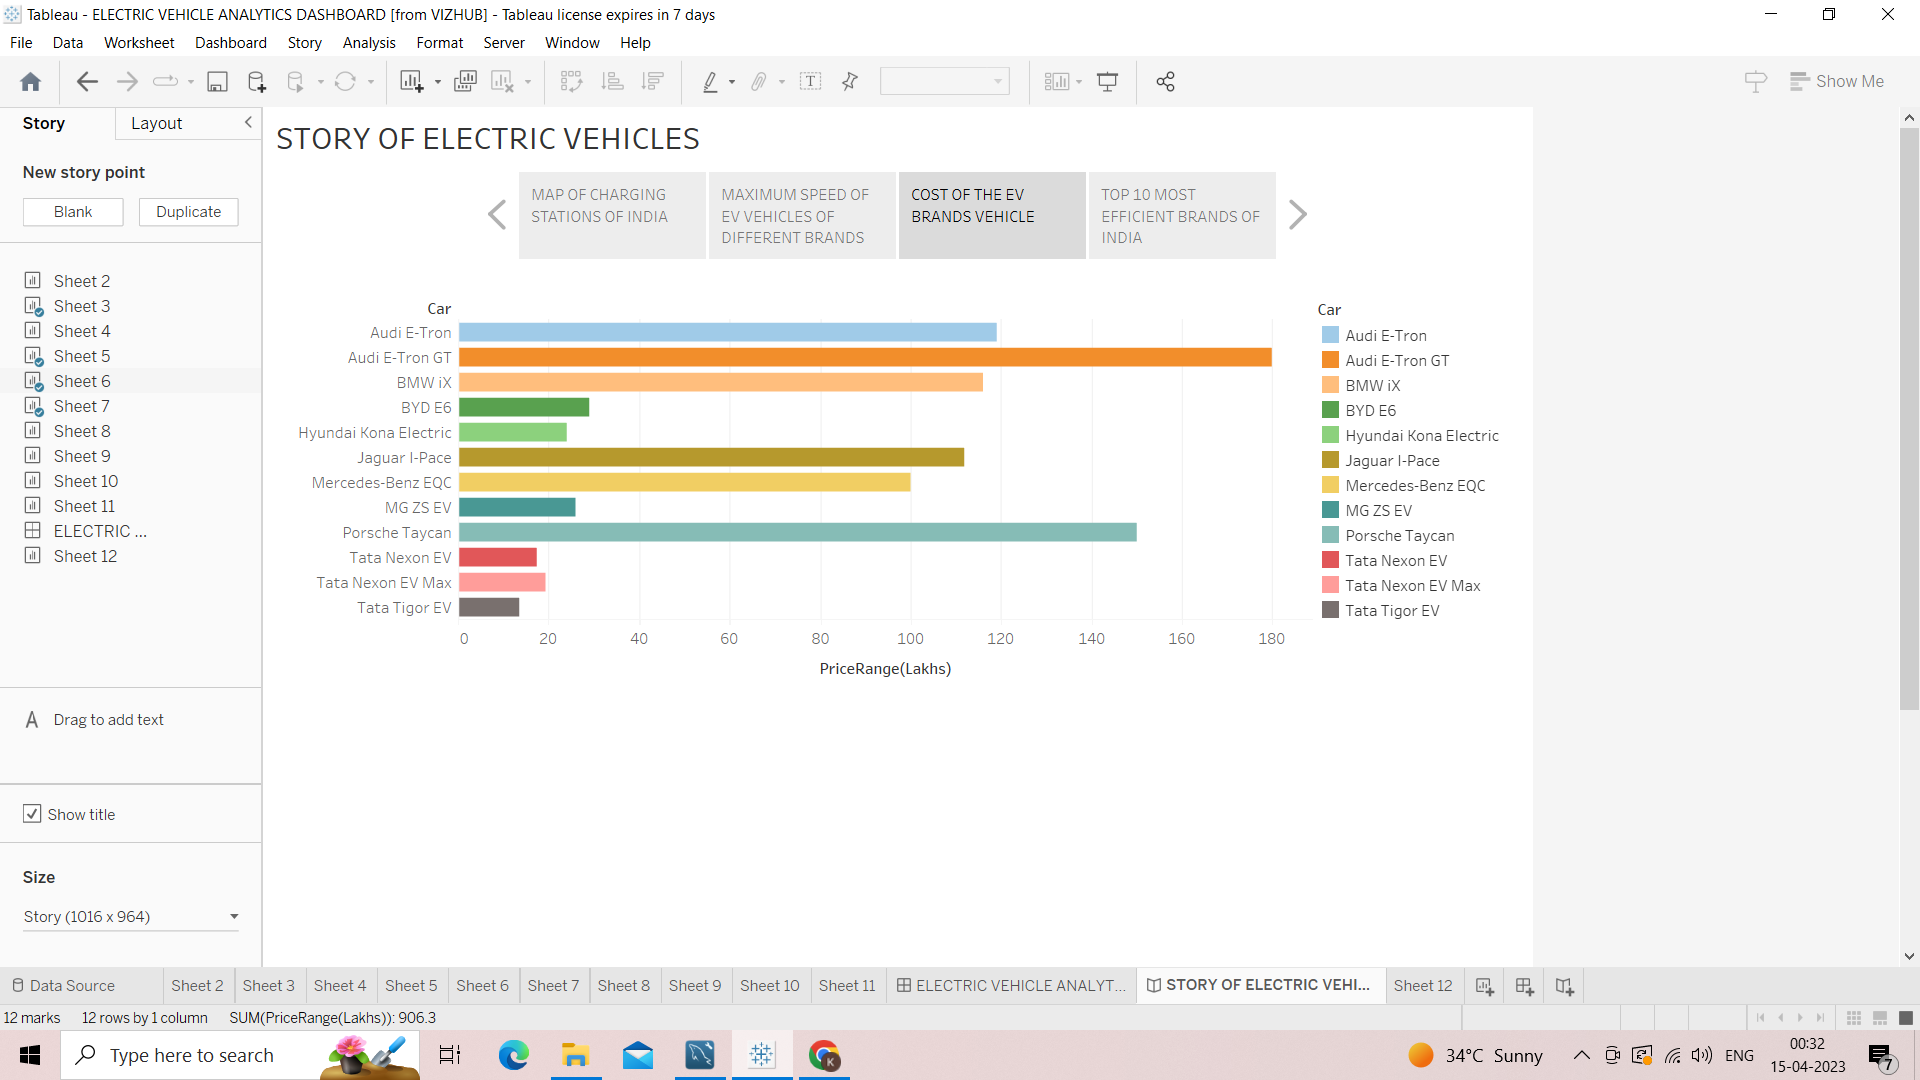 Tableau - ELECTRIC VEHICLE ANALYTICS DASHBOARD [from VIZHUB] - Tableau license expires in 7 days
File Data Worksheet Dashboard Story Analysis Format Server Window Help
Show Me
Story Layout
New story point
Blank Duplicate
Sheet 2
Sheet 3
Sheet 4
Sheet 5
Sheet 6
Sheet 7
Sheet 8
Sheet 9
Sheet 10
Sheet 11
ELECTRIC ...
Sheet 12
A Drag to add text
Show title
Size
Story (1016 x 964)
STORY OF ELECTRIC VEHICLES
MAP OF CHARGING
STATIONS OF INDIA
MAXIMUM SPEED OF
EV VEHICLES OF
DIFFERENT BRANDS
COST OF THE EV
BRANDS VEHICLE
TOP 10 MOST
EFFICIENT BRANDS OF
INDIA
Car
Audi E-Tron
Audi E-Tron GT
BMW iX
BYD E6
Hyundai Kona Electric
Jaguar I-Pace
Mercedes-Benz EQC
MG ZS EV
Porsche Taycan
Tata Nexon EV
Tata Nexon EV Max
Tata Tigor EV
0 20 40 60 80 100 120 140 160 180
PriceRange(Lakhs)
Car
Audi E-Tron
Audi E-Tron GT
BMW iX
BYD E6
Hyundai Kona Electric
Jaguar I-Pace
Mercedes-Benz EQC
MG ZS EV
Porsche Taycan
Tata Nexon EV
Tata Nexon EV Max
Tata Tigor EV
Data Source Sheet 2 Sheet 3 Sheet 4 Sheet 5 Sheet 6 Sheet 7 Sheet 8 Sheet 9 Sheet 10 Sheet 11 ELECTRIC VEHICLE ANALYT... STORY OF ELECTRIC VEHI... Sheet 12
12 marks 12 rows by 1 column SUM(PriceRange(Lakhs)): 906.3
Type here to search
K
34°C Sunny
ENG
00:32
15-04-2023
7